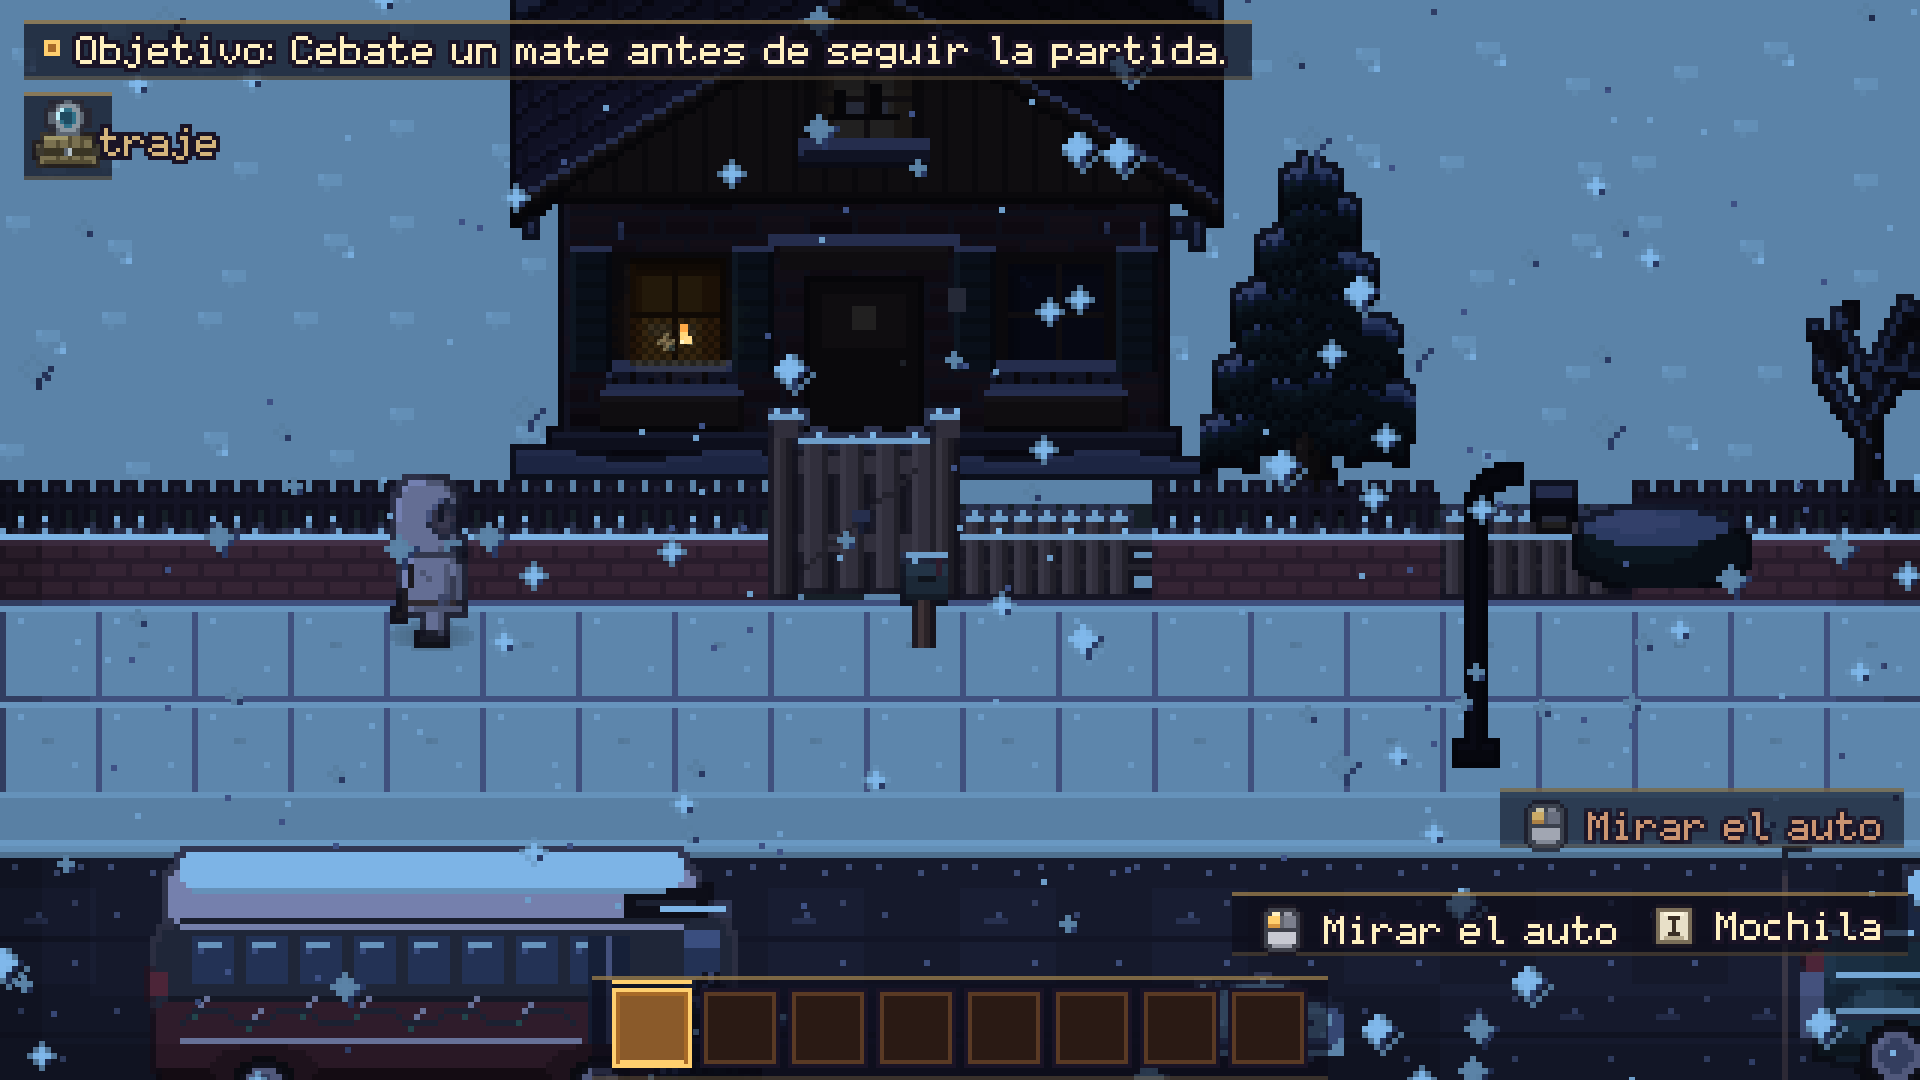 Objetivo: Cebate un mate antes de seguir la partida.
traje
Mirar el auto
Mirar el auto I Mochila